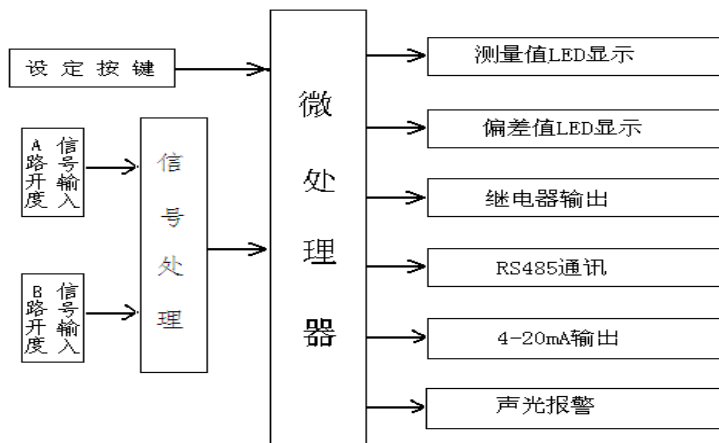 设定按键
A路开度
信号输入
B路开度
信号输入
信号处理
微处理器
测量值LED显示
偏差值LED显示
继电器输出
RS485通讯
4-20mA输出
声光报警